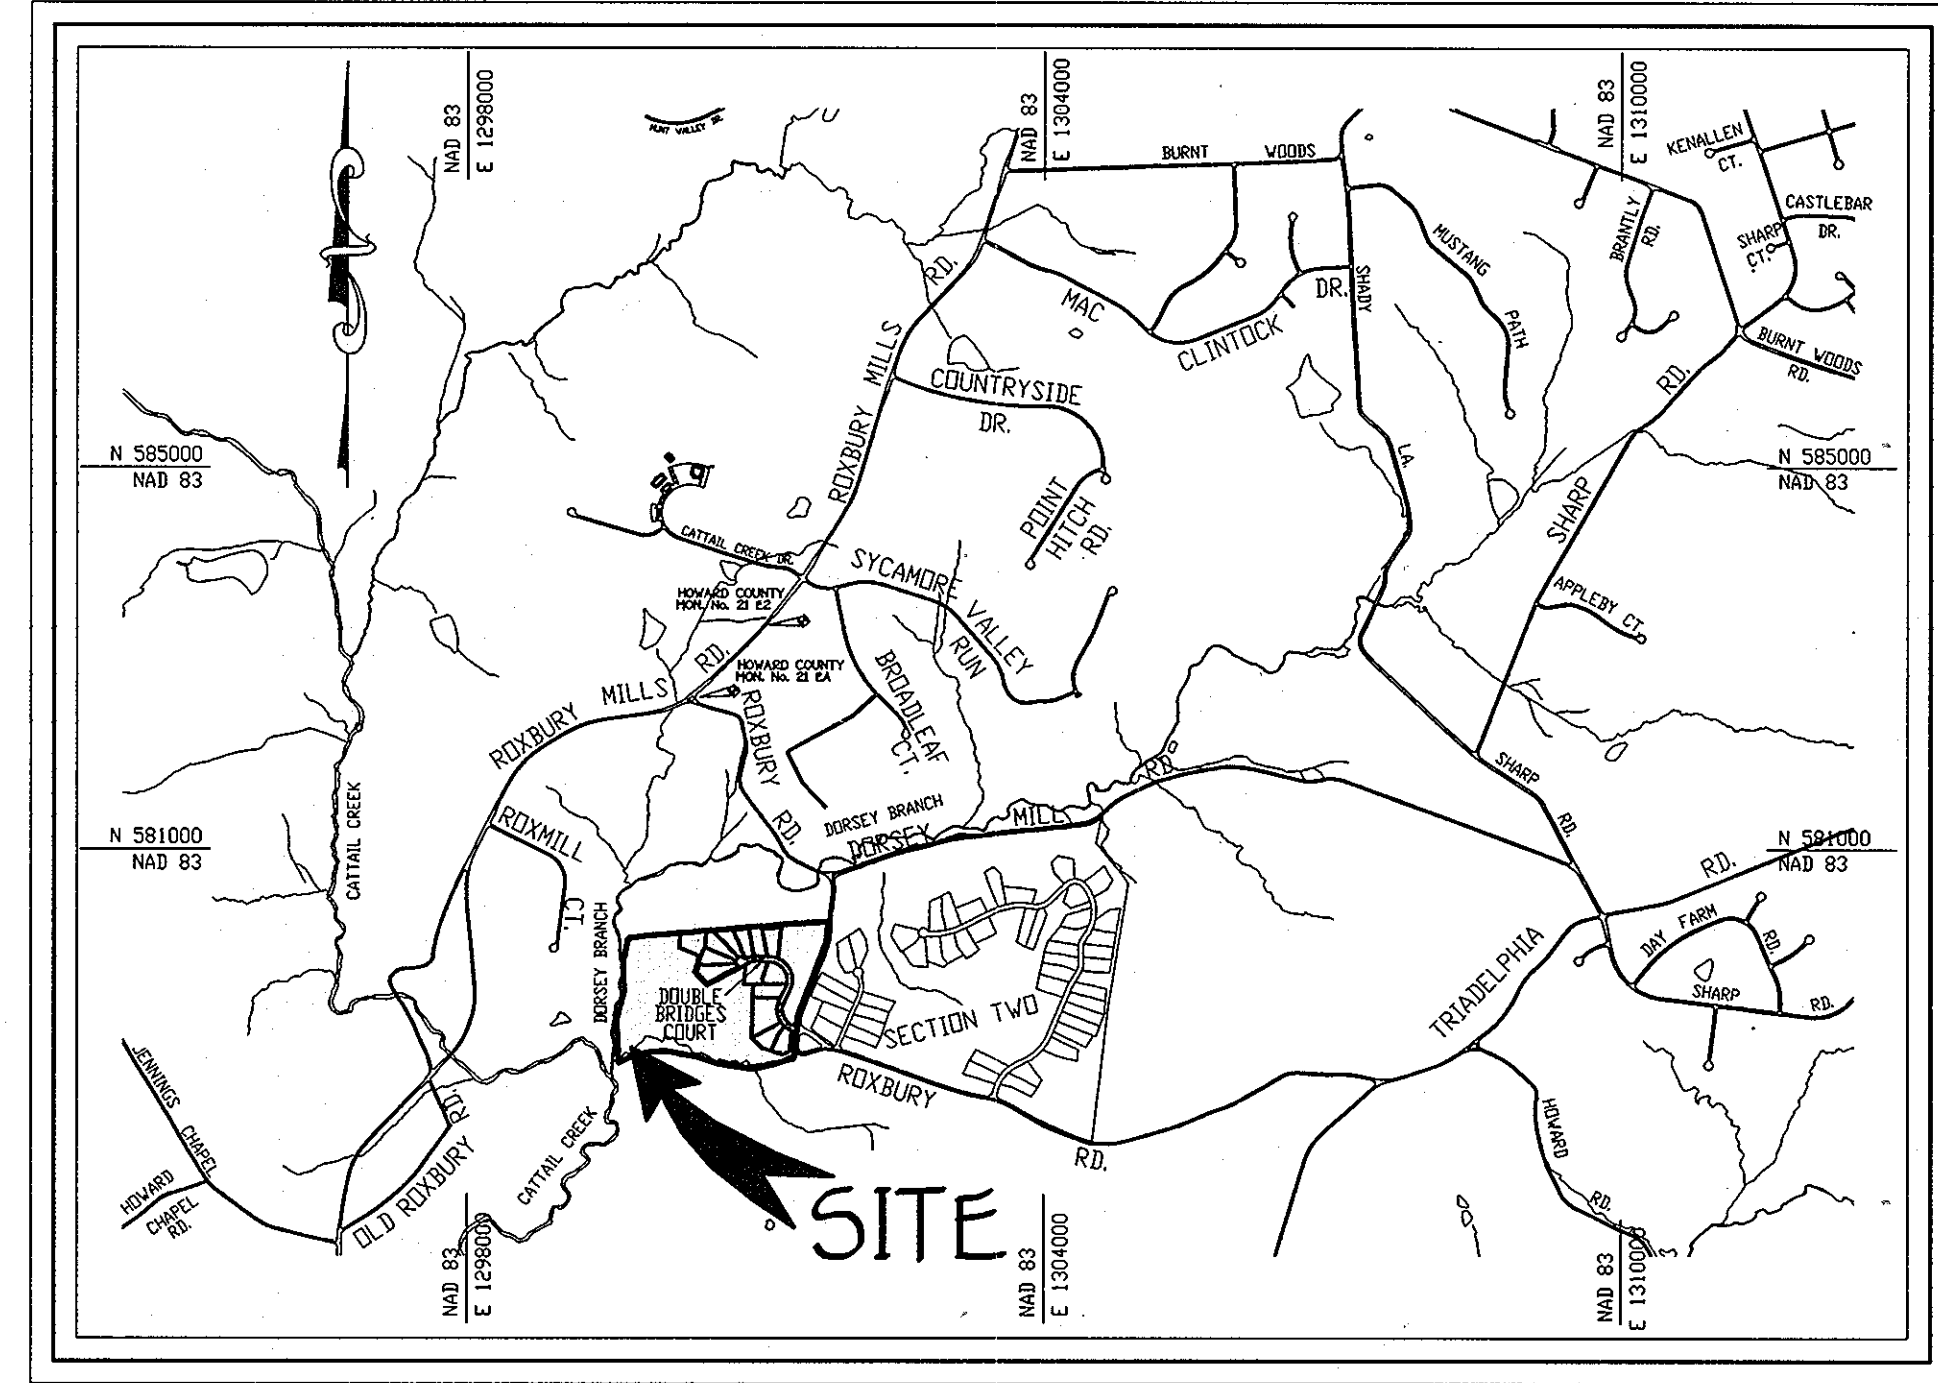 NAD 83
E 1298000
HUNT VALLEY DR.
NAD 83
E 1304000
BURNT WOODS
NAD 83
E 1310000
KENALLEN
CT.
CASTLEBAR
DR.
SHARP
CT.
BRANTLY
RD.
MUSTANG
PATH
SHADY
LA.
RD.
MAC
CLINTOCK
DR.
BURNT WOODS
RD.
RD.
SHARP
ROXBURY MILLS
COUNTRYSIDE
DR.
N 585000
NAD 83
N 585000
NAD 83
POINT
HITCH
RD.
CATTAIL CREEK DR.
SYCAMORE
VALLEY
RUN
HOWARD COUNTY
MON. No. 21 E2
APPLEBY CT.
RD.
HOWARD COUNTY
MON. No. 21 EA
ROXBURY MILLS
ROXBURY
RD.
BROADLEAF
CT.
SHARP
RD.
RD.
DORSEY BRANCH
DORSEY
MILL
N 581000
NAD 83
N 581000
NAD 83
CATTAIL CREEK
ROXMILL
CT.
DORSEY BRANCH
RD.
DAY FARM
RD.
SHARP
RD.
DOUBLE
BRIDGES
COURT
SECTION TWO
TRIADELPHIA
ROXBURY
RD.
JENNINGS
CHAPEL
HOWARD
CHAPEL
RD.
RD.
OLD ROXBURY
CATTAIL CREEK
HOWARD
RD.
SITE
NAD 83
E 1298000
NAD 83
E 1304000
NAD 83
E 1310000